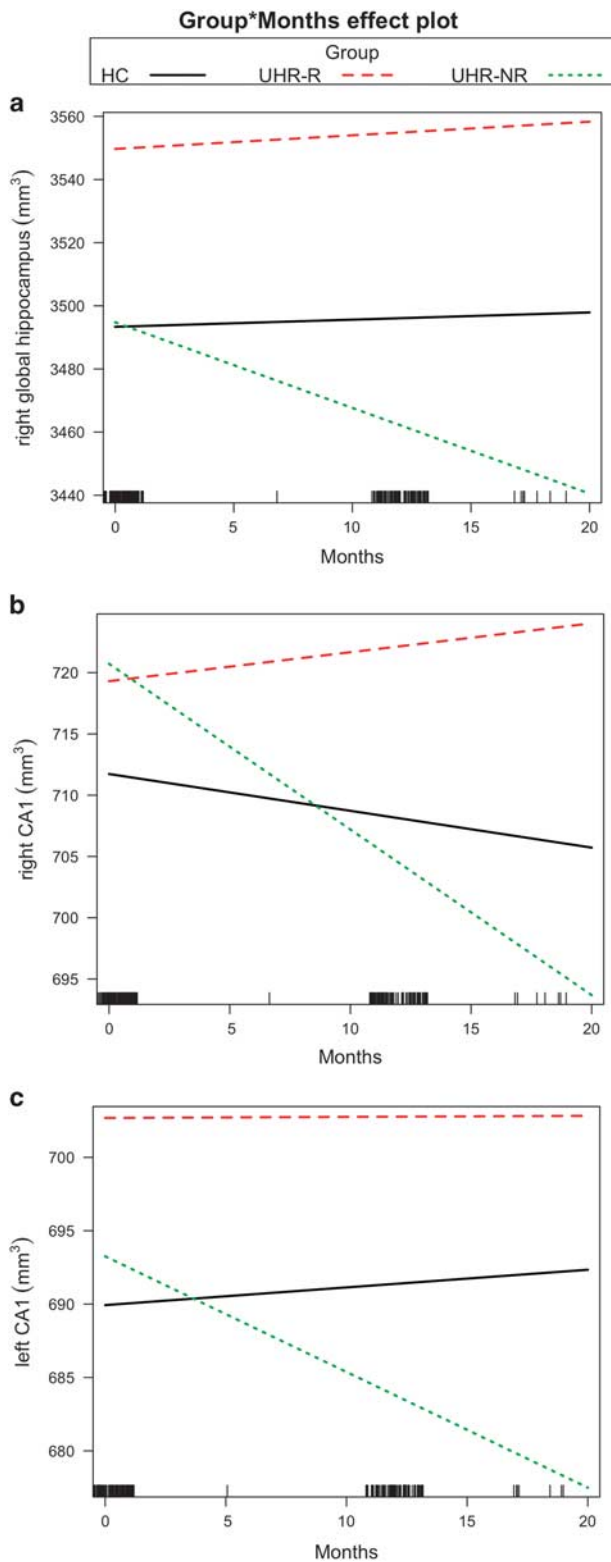 Group*Months effect plot
Group
HC UHR-R UHR-NR
a
3560
3540
3520
3500
3480
3460
3440
right global hippocampus (mm³)
0 5 10 15 20
Months
b
720
715
710
705
700
695
right CA1 (mm³)
0 5 10 15 20
Months
c
700
695
690
685
680
left CA1 (mm³)
0 5 10 15 20
Months